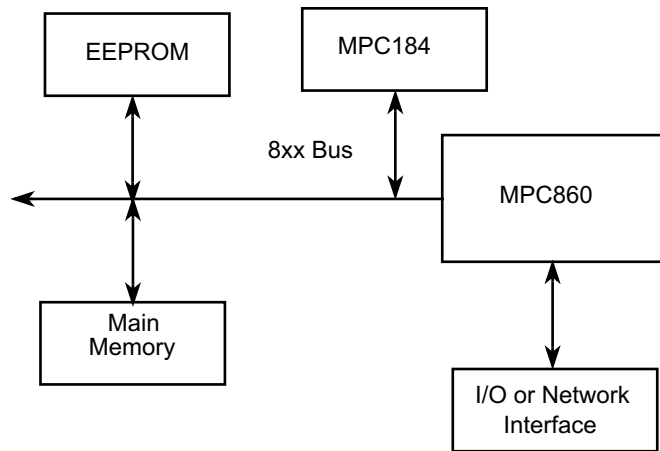 EEPROM
MPC184
8xx Bus
MPC860
Main
Memory
I/O or Network
Interface